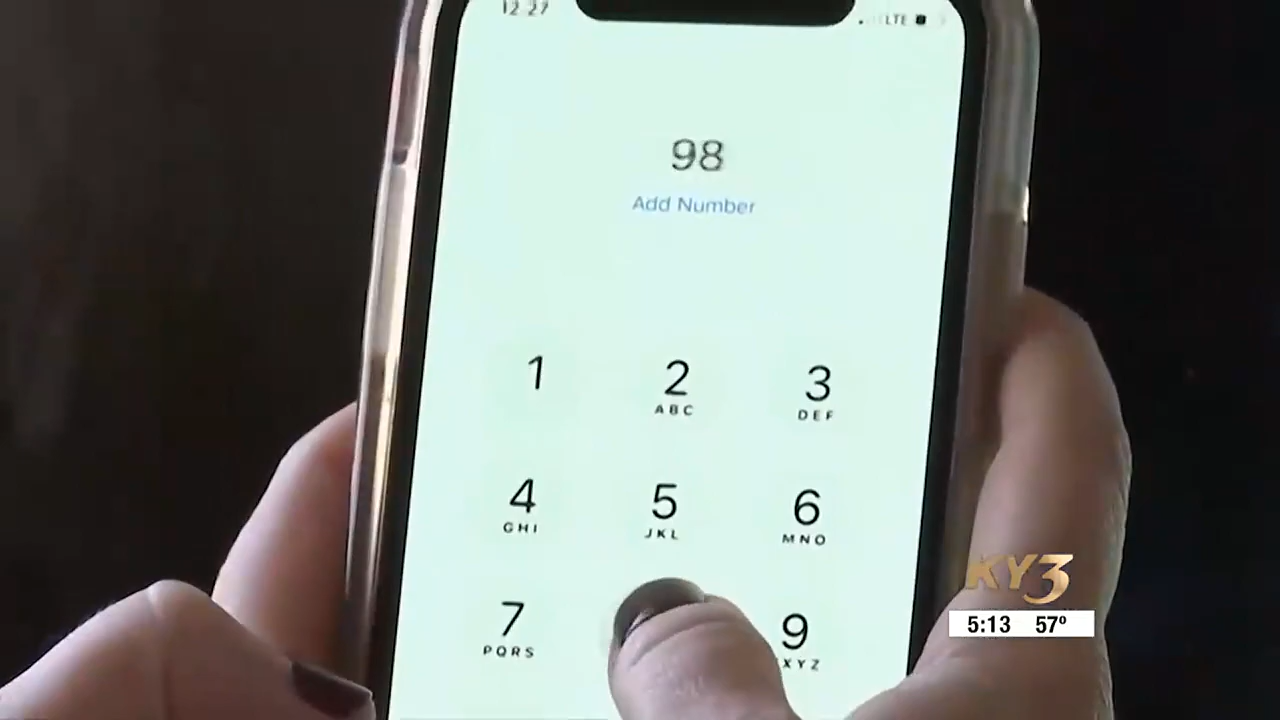 12:27
LTE
98
Add Number
1 2 3
ABC DEF
4 5 6
GHI JKL MNO
7 9
PQRS XYZ
KY3
5:13 57º